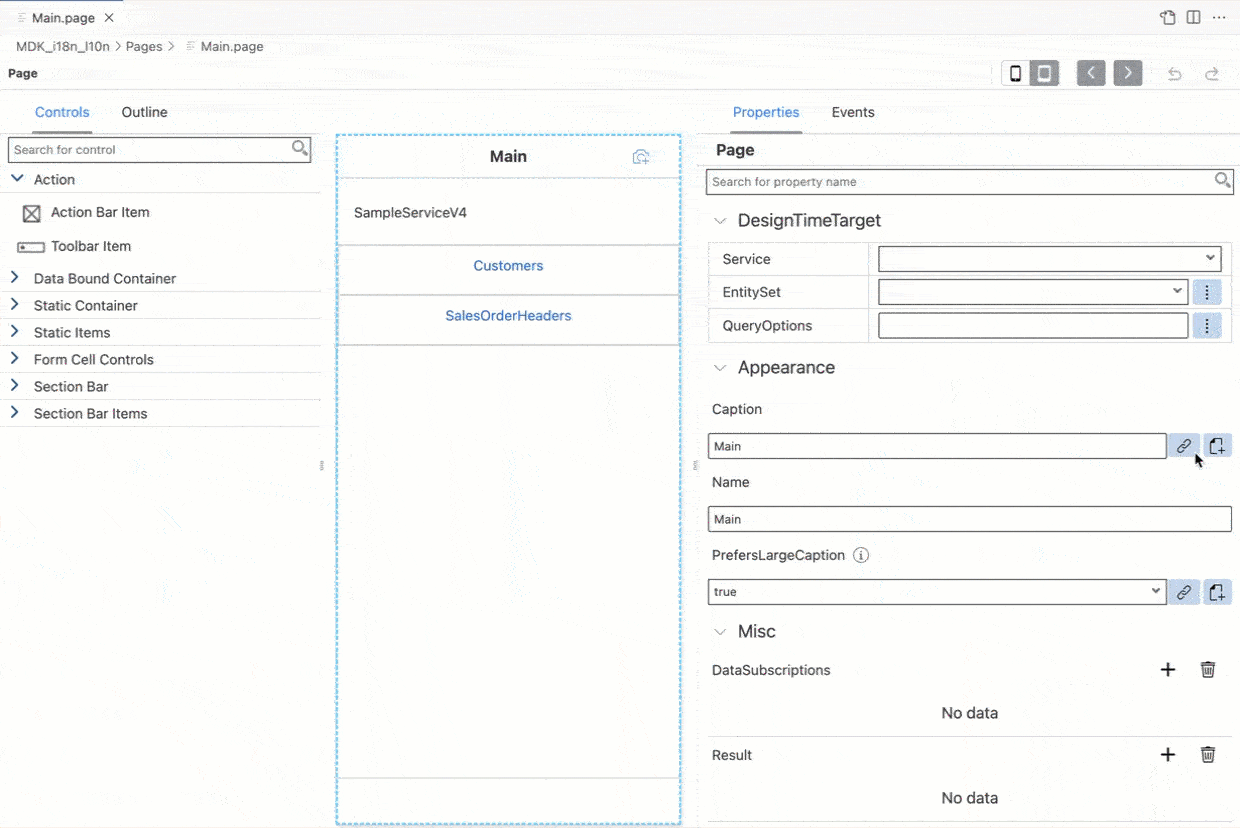 Main.page
MDK_i18n_l10n > Pages > Main.page
Page
Controls
Outline
Search for control
Action
Action Bar Item
Toolbar Item
Data Bound Container
Static Container
Static Items
Form Cell Controls
Section Bar
Section Bar Items
Main
SampleServiceV4
Customers
SalesOrderHeaders
Properties
Events
Page
Search for property name
DesignTimeTarget
Service
EntitySet
QueryOptions
Appearance
Caption
Main
Name
Main
PrefersLargeCaption
true
Misc
DataSubscriptions
No data
Result
No data